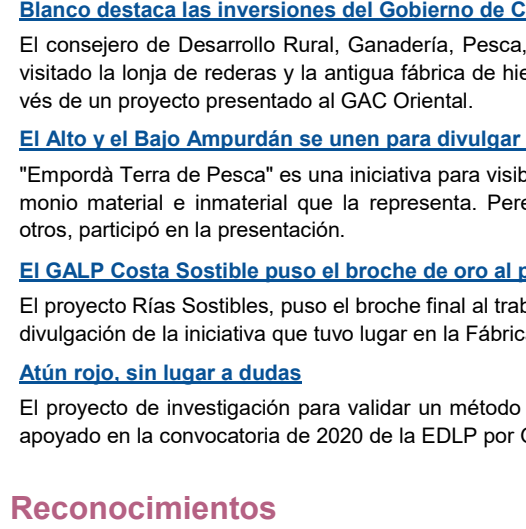 Blanco destaca las inversiones del Gobierno de
El consejero de Desarrollo Rural, Ganadería, Pesca,
visitado la lonja de rederas y la antigua fábrica de
vés de un proyecto presentado al GAC Oriental.
El Alto y el Bajo Ampurdán se unen para divulgar
"Empordà Terra de Pesca" es una iniciativa para
monio material e inmaterial que la representa.
otros, participó en la presentación.
El GALP Costa Sostible puso el broche de oro al
El proyecto Rías Sostibles, puso el broche final al
divulgación de la iniciativa que tuvo lugar en la
Atún rojo, sin lugar a dudas
El proyecto de investigación para validar un método
apoyado en la convocatoria de 2020 de la EDLP por
Reconocimientos